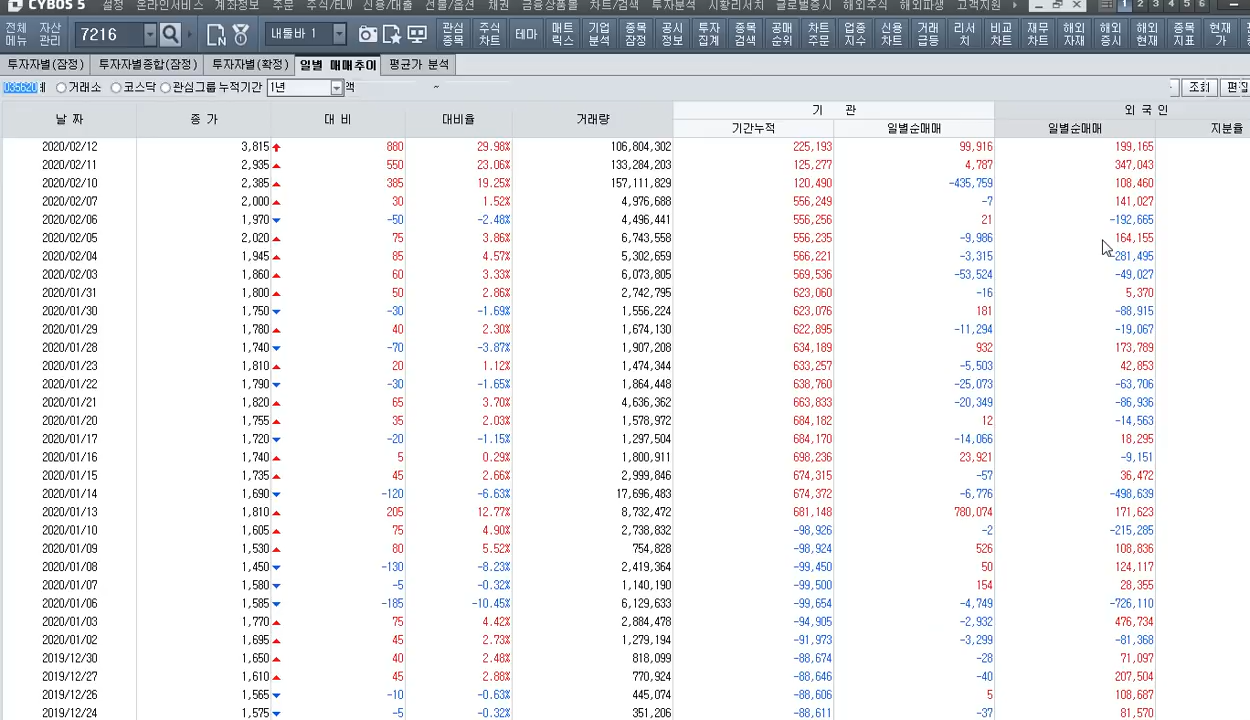 CYBOS 5 설정 온라인서비스 계좌정보 주문 주식/ELW 신용/대출 선물/옵션 채권 금융상품몰 차트/검색 투자분석 시황리서치 글로벌증시 해외주식 해외파생 고객지원 1 2 3 4 5 6
전체 메뉴 자산 관리 7216 내툴바 1 관심 종목 주식 차트 테마 매트 릭스 기업 분석 종목 잠정 공시 정보 투자 집계 종목 검색 공매 순위 차트 주문 업종 지수 신용 차트 거래 급등 리서 치 비교 차트 재무 차트 해외 자재 해외 증시 해외 현재 종목 지표 현재 가
투자자별(잠정) 투자자별종합(잠정) 투자자별(확정) 일별 매매추이 평균가 분석
035620 거래소 코스닥 관심그룹 누적기간 1년 액 ~ 조회 편집
날 짜 종 가 대 비 대비율 거래량 기 관 외 국 인
기간누적 일별순매매 일별순매매 지분율
2020/02/12 3,815 880 29.98% 106,804,302 225,193 99,916 199,165
2020/02/11 2,935 550 23.06% 133,284,203 125,277 4,787 347,043
2020/02/10 2,385 385 19.25% 157,111,829 120,490 -435,759 108,460
2020/02/07 2,000 30 1.52% 4,976,688 556,249 -7 141,027
2020/02/06 1,970 -50 -2.48% 4,496,441 556,256 21 -192,665
2020/02/05 2,020 75 3.86% 6,743,558 556,235 -9,986 164,155
2020/02/04 1,945 85 4.57% 5,302,659 566,221 -3,315 -281,495
2020/02/03 1,860 60 3.33% 6,073,805 569,536 -53,524 -49,027
2020/01/31 1,800 50 2.86% 2,742,795 623,060 -16 5,370
2020/01/30 1,750 -30 -1.69% 1,556,224 623,076 181 -88,915
2020/01/29 1,780 40 2.30% 1,674,130 622,895 -11,294 -19,067
2020/01/28 1,740 -70 -3.87% 1,907,208 634,189 932 173,789
2020/01/23 1,810 20 1.12% 1,474,344 633,257 -5,503 42,853
2020/01/22 1,790 -30 -1.65% 1,864,448 638,760 -25,073 -63,706
2020/01/21 1,820 65 3.70% 4,636,362 663,833 -20,349 -86,936
2020/01/20 1,755 35 2.03% 1,578,972 684,182 12 -14,563
2020/01/17 1,720 -20 -1.15% 1,297,504 684,170 -14,066 18,295
2020/01/16 1,740 5 0.29% 1,800,911 698,236 23,921 -9,151
2020/01/15 1,735 45 2.66% 2,999,846 674,315 -57 36,472
2020/01/14 1,690 -120 -6.63% 17,696,483 674,372 -6,776 -498,639
2020/01/13 1,810 205 12.77% 8,732,472 681,148 780,074 171,623
2020/01/10 1,605 75 4.90% 2,738,832 -98,926 -2 -215,285
2020/01/09 1,530 80 5.52% 754,828 -98,924 526 108,836
2020/01/08 1,450 -130 -8.23% 2,419,364 -99,450 50 124,117
2020/01/07 1,580 -5 -0.32% 1,140,190 -99,500 154 28,355
2020/01/06 1,585 -185 -10.45% 6,129,633 -99,654 -4,749 -726,110
2020/01/03 1,770 75 4.42% 2,884,478 -94,905 -2,932 476,734
2020/01/02 1,695 45 2.73% 1,279,194 -91,973 -3,299 -81,368
2019/12/30 1,650 40 2.48% 818,099 -88,674 -28 71,097
2019/12/27 1,610 45 2.88% 770,924 -88,646 -40 207,504
2019/12/26 1,565 -10 -0.63% 445,074 -88,606 5 108,687
2019/12/24 1,575 -5 -0.32% 351,206 -88,611 -37 81,570